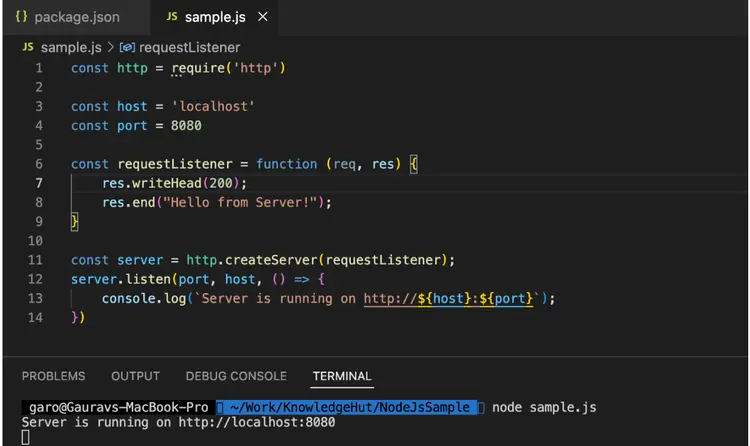 {} package.json JS sample.js ×
JS sample.js > requestListener
1 const http = require('http')
2
3 const host = 'localhost'
4 const port = 8080
5
6 const requestListener = function (req, res) {
7     res.writeHead(200);
8     res.end("Hello from Server!");
9 }
10
11 const server = http.createServer(requestListener);
12 server.listen(port, host, () => {
13     console.log(`Server is running on http://${host}:${port}`);
14 })
PROBLEMS OUTPUT DEBUG CONSOLE TERMINAL
garo@Gauravs-MacBook-Pro ~/Work/KnowledgeHut/NodeJsSample node sample.js
Server is running on http://localhost:8080